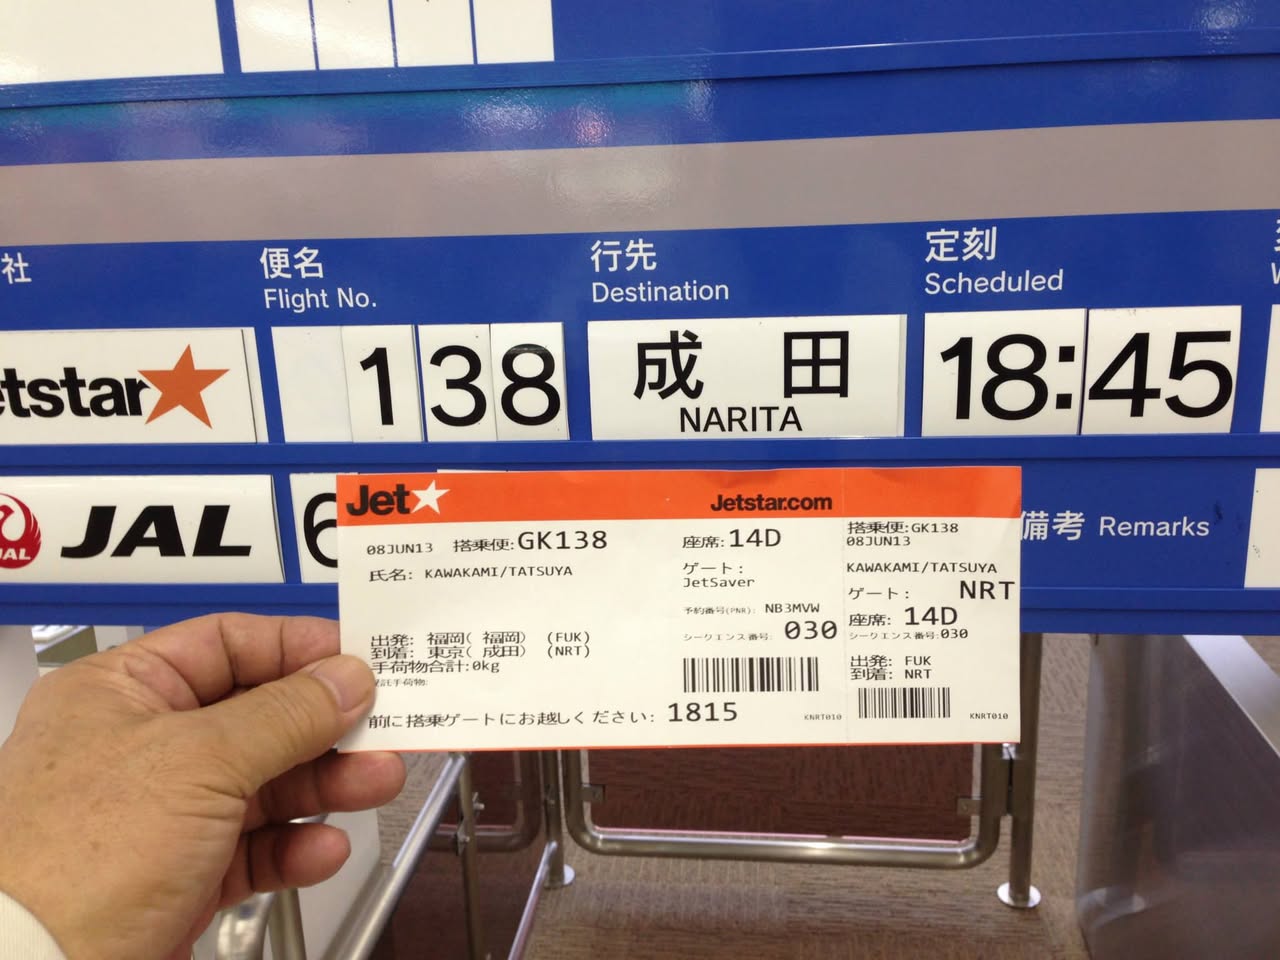 社
便名
Flight No.
行先
Destination
定刻
Scheduled
etstar
138
成田
NARITA
18:45
JAL
JAL
6
備考 Remarks
Jet
Jetstar.com
08JUN13 搭乗便:GK138
氏名: KAWAKAMI/TATSUYA
出発: 福岡( 福岡) (FUK)
到着: 東京( 成田) (NRT)
手荷物合計:0kg
託手荷物:
前に搭乗ゲートにお越しください: 1815
座席: 14D
ゲート:
JetSaver
予約番号(PNR): NB3MVW
シークエンス番号: 030
KNRT010
搭乗便:GK138
08JUN13
KAWAKAMI/TATSUYA
ゲート: NRT
座席: 14D
シークエンス番号:030
出発: FUK
到着: NRT
KNRT010